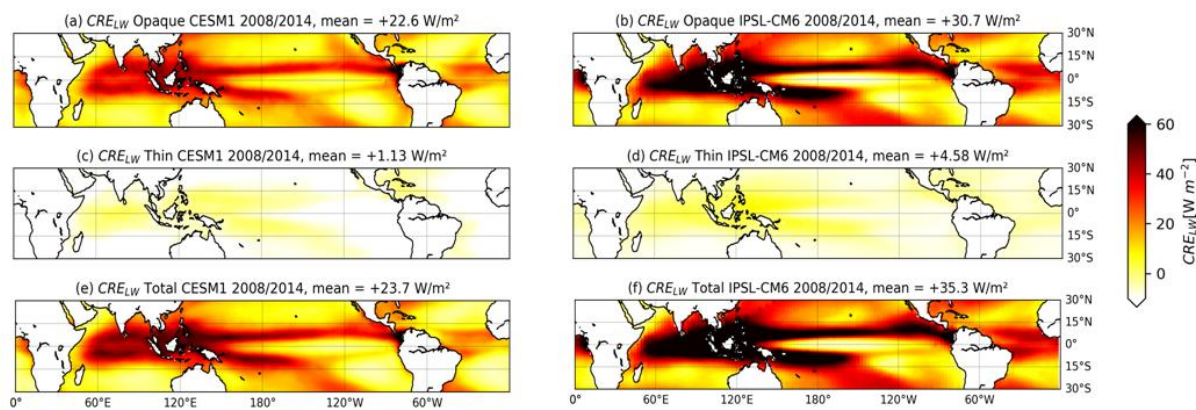 (a) CRE_LW Opaque CESM1 2008/2014, mean = +22.6 W/m²
(b) CRE_LW Opaque IPSL-CM6 2008/2014, mean = +30.7 W/m²
30°N
15°N
0°
15°S
30°S
(c) CRE_LW Thin CESM1 2008/2014, mean = +1.13 W/m²
(d) CRE_LW Thin IPSL-CM6 2008/2014, mean = +4.58 W/m²
30°N
15°N
0°
15°S
30°S
(e) CRE_LW Total CESM1 2008/2014, mean = +23.7 W/m²
(f) CRE_LW Total IPSL-CM6 2008/2014, mean = +35.3 W/m²
30°N
15°N
0°
15°S
30°S
0° 60°E 120°E 180° 120°W 60°W
0° 60°E 120°E 180° 120°W 60°W
60
40
20
0
CRE_LW[W m⁻²]